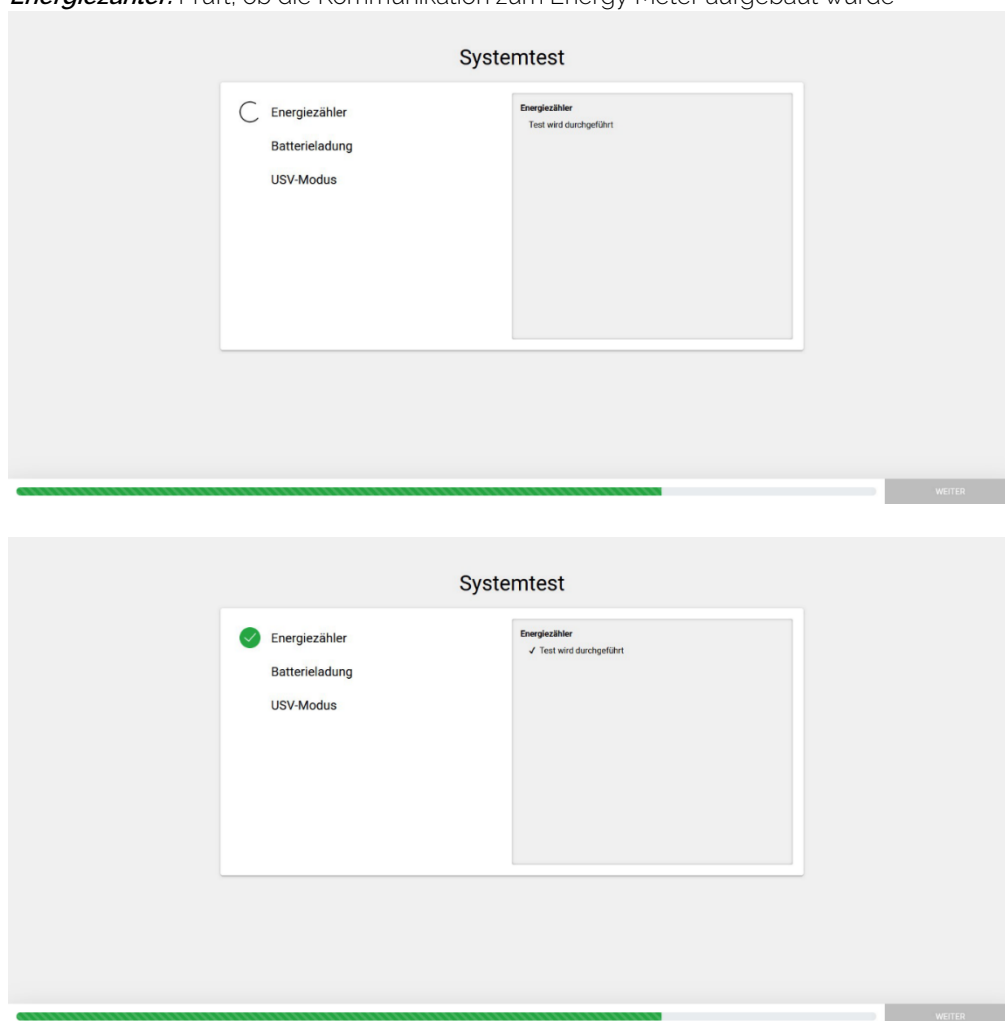 Energiezähler: Prüft, ob die Kommunikation zum Energy Meter aufgebaut wurde
Systemtest
Energiezähler
Batterieladung
USV-Modus
Energiezähler
Test wird durchgeführt
WEITER
Systemtest
Energiezähler
Batterieladung
USV-Modus
Energiezähler
✓ Test wird durchgeführt
WEITER